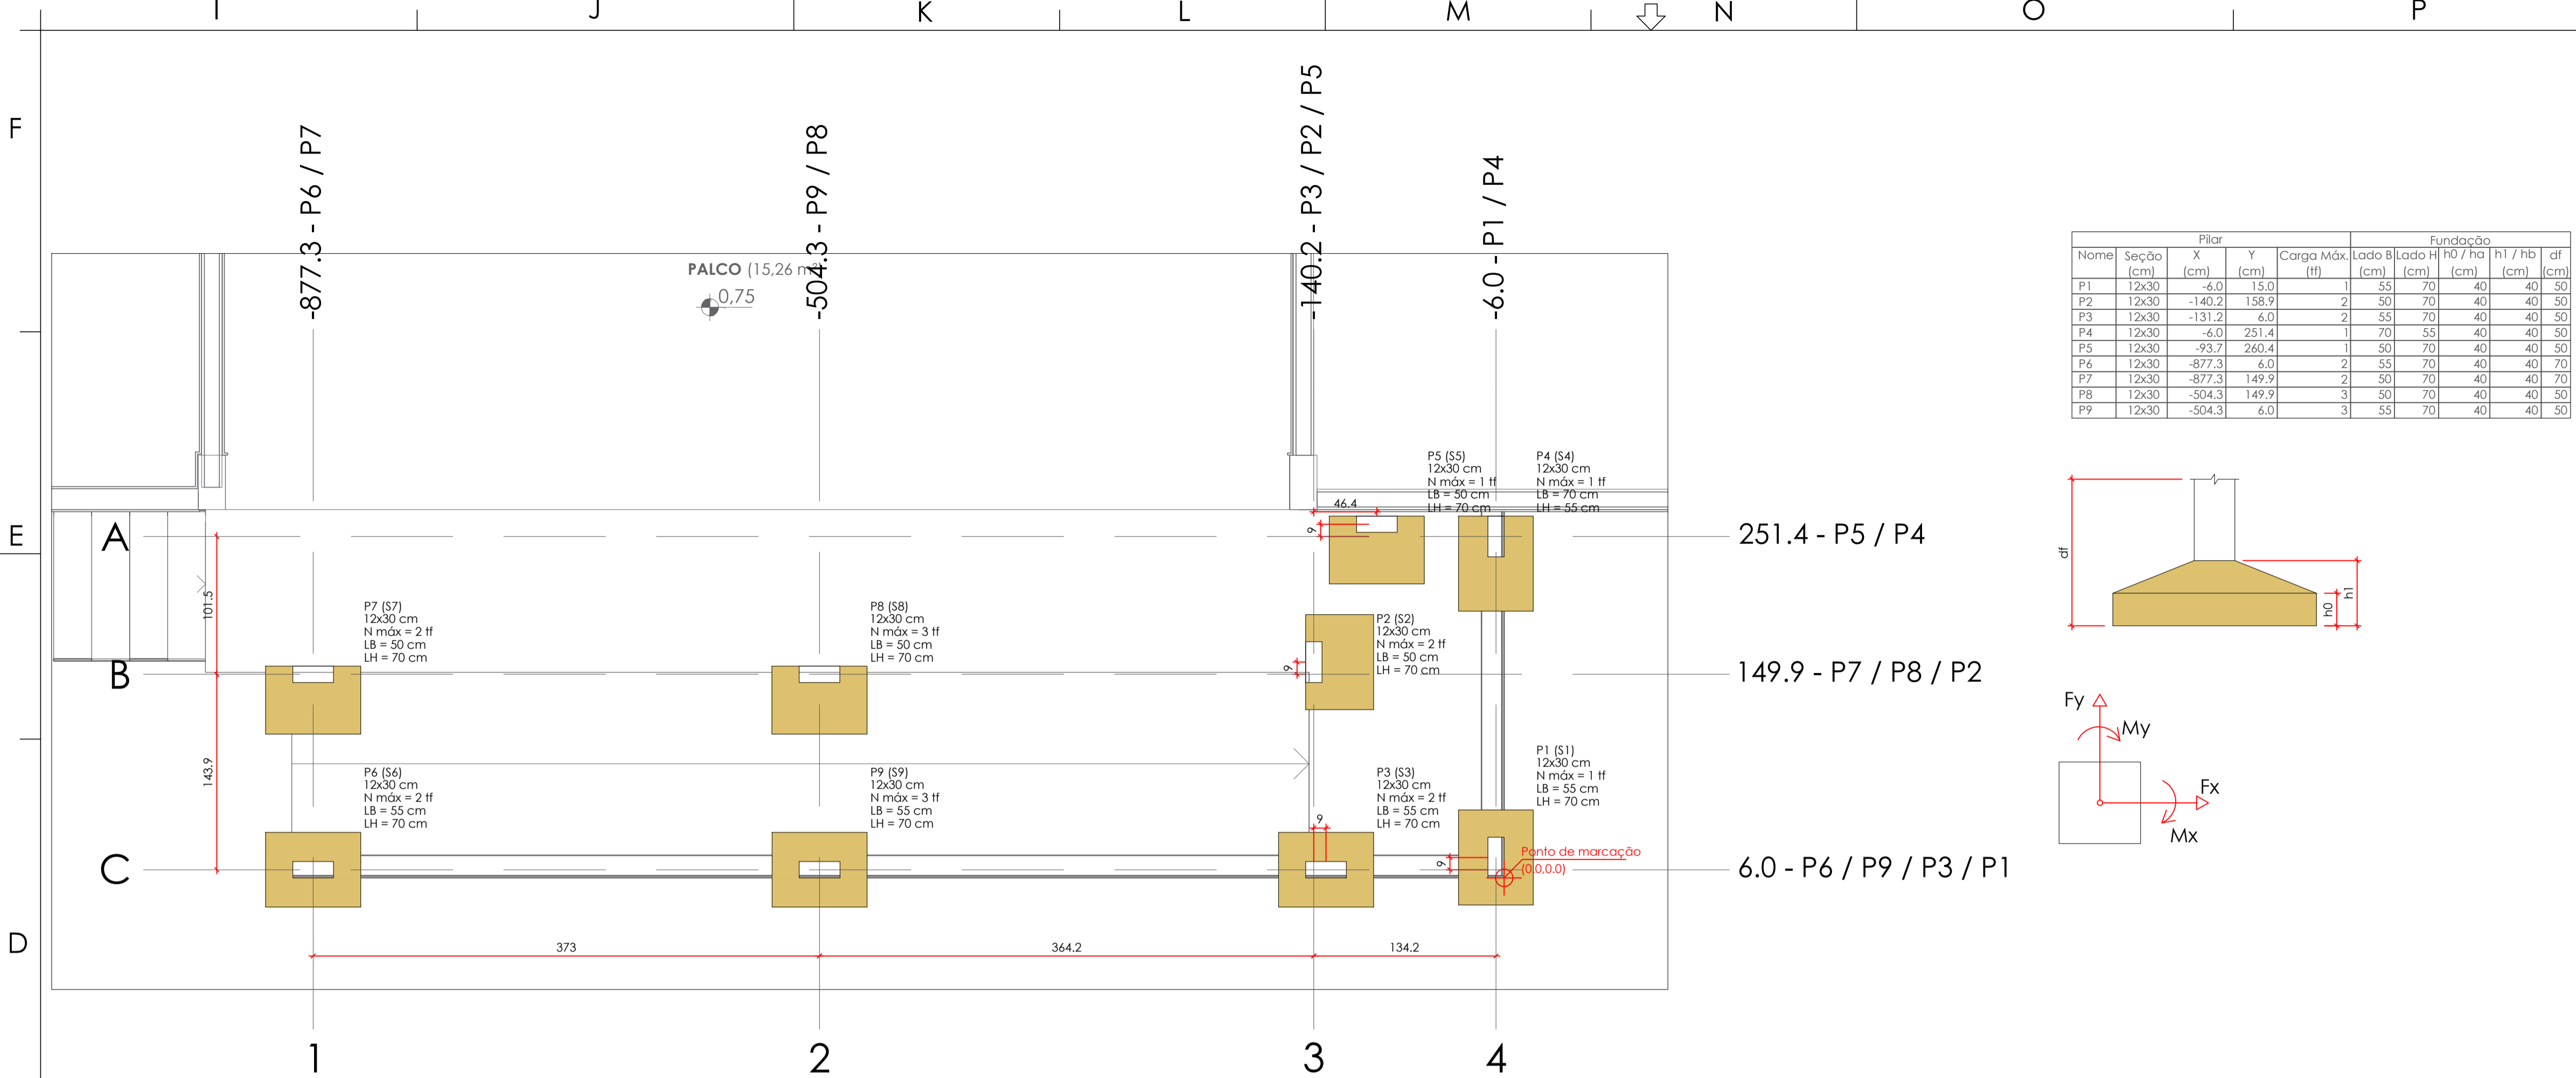 I J K L M N O P
F
E
D
-877.3 - P6 / P7
-504.3 - P9 / P8
-140.2 - P3 / P2 / P5
-6.0 - P1 / P4
PALCO (15,26 m²)
0,75
A
B
C
251.4 - P5 / P4
149.9 - P7 / P8 / P2
6.0 - P6 / P9 / P3 / P1
P5 (S5)
12x30 cm
N máx = 1 tf
LB = 50 cm
LH = 70 cm
P4 (S4)
12x30 cm
N máx = 1 tf
LB = 70 cm
LH = 55 cm
46.4
9
101.5
P7 (S7)
12x30 cm
N máx = 2 tf
LB = 50 cm
LH = 70 cm
P8 (S8)
12x30 cm
N máx = 3 tf
LB = 50 cm
LH = 70 cm
P2 (S2)
12x30 cm
N máx = 2 tf
LB = 50 cm
LH = 70 cm
9
143.9
P6 (S6)
12x30 cm
N máx = 2 tf
LB = 55 cm
LH = 70 cm
P9 (S9)
12x30 cm
N máx = 3 tf
LB = 55 cm
LH = 70 cm
P3 (S3)
12x30 cm
N máx = 2 tf
LB = 55 cm
LH = 70 cm
P1 (S1)
12x30 cm
N máx = 1 tf
LB = 55 cm
LH = 70 cm
9
9
Ponto de marcação
(0.0,0.0)
373 364.2 134.2
1 2 3 4
Pilar Fundação
Nome Seção X Y Carga Máx. Lado B Lado H h0 / ha h1 / hb df
(cm) (cm) (cm) (tf) (cm) (cm) (cm) (cm) (cm)
P1 12x30 -6.0 15.0 1 55 70 40 40 50
P2 12x30 -140.2 158.9 2 50 70 40 40 50
P3 12x30 -131.2 6.0 2 55 70 40 40 50
P4 12x30 -6.0 251.4 1 70 55 40 40 50
P5 12x30 -93.7 260.4 1 50 70 40 40 50
P6 12x30 -877.3 6.0 2 55 70 40 40 70
P7 12x30 -877.3 149.9 2 50 70 40 40 70
P8 12x30 -504.3 149.9 3 50 70 40 40 50
P9 12x30 -504.3 6.0 3 55 70 40 40 50
df
h0
h1
Fy
My
Fx
Mx